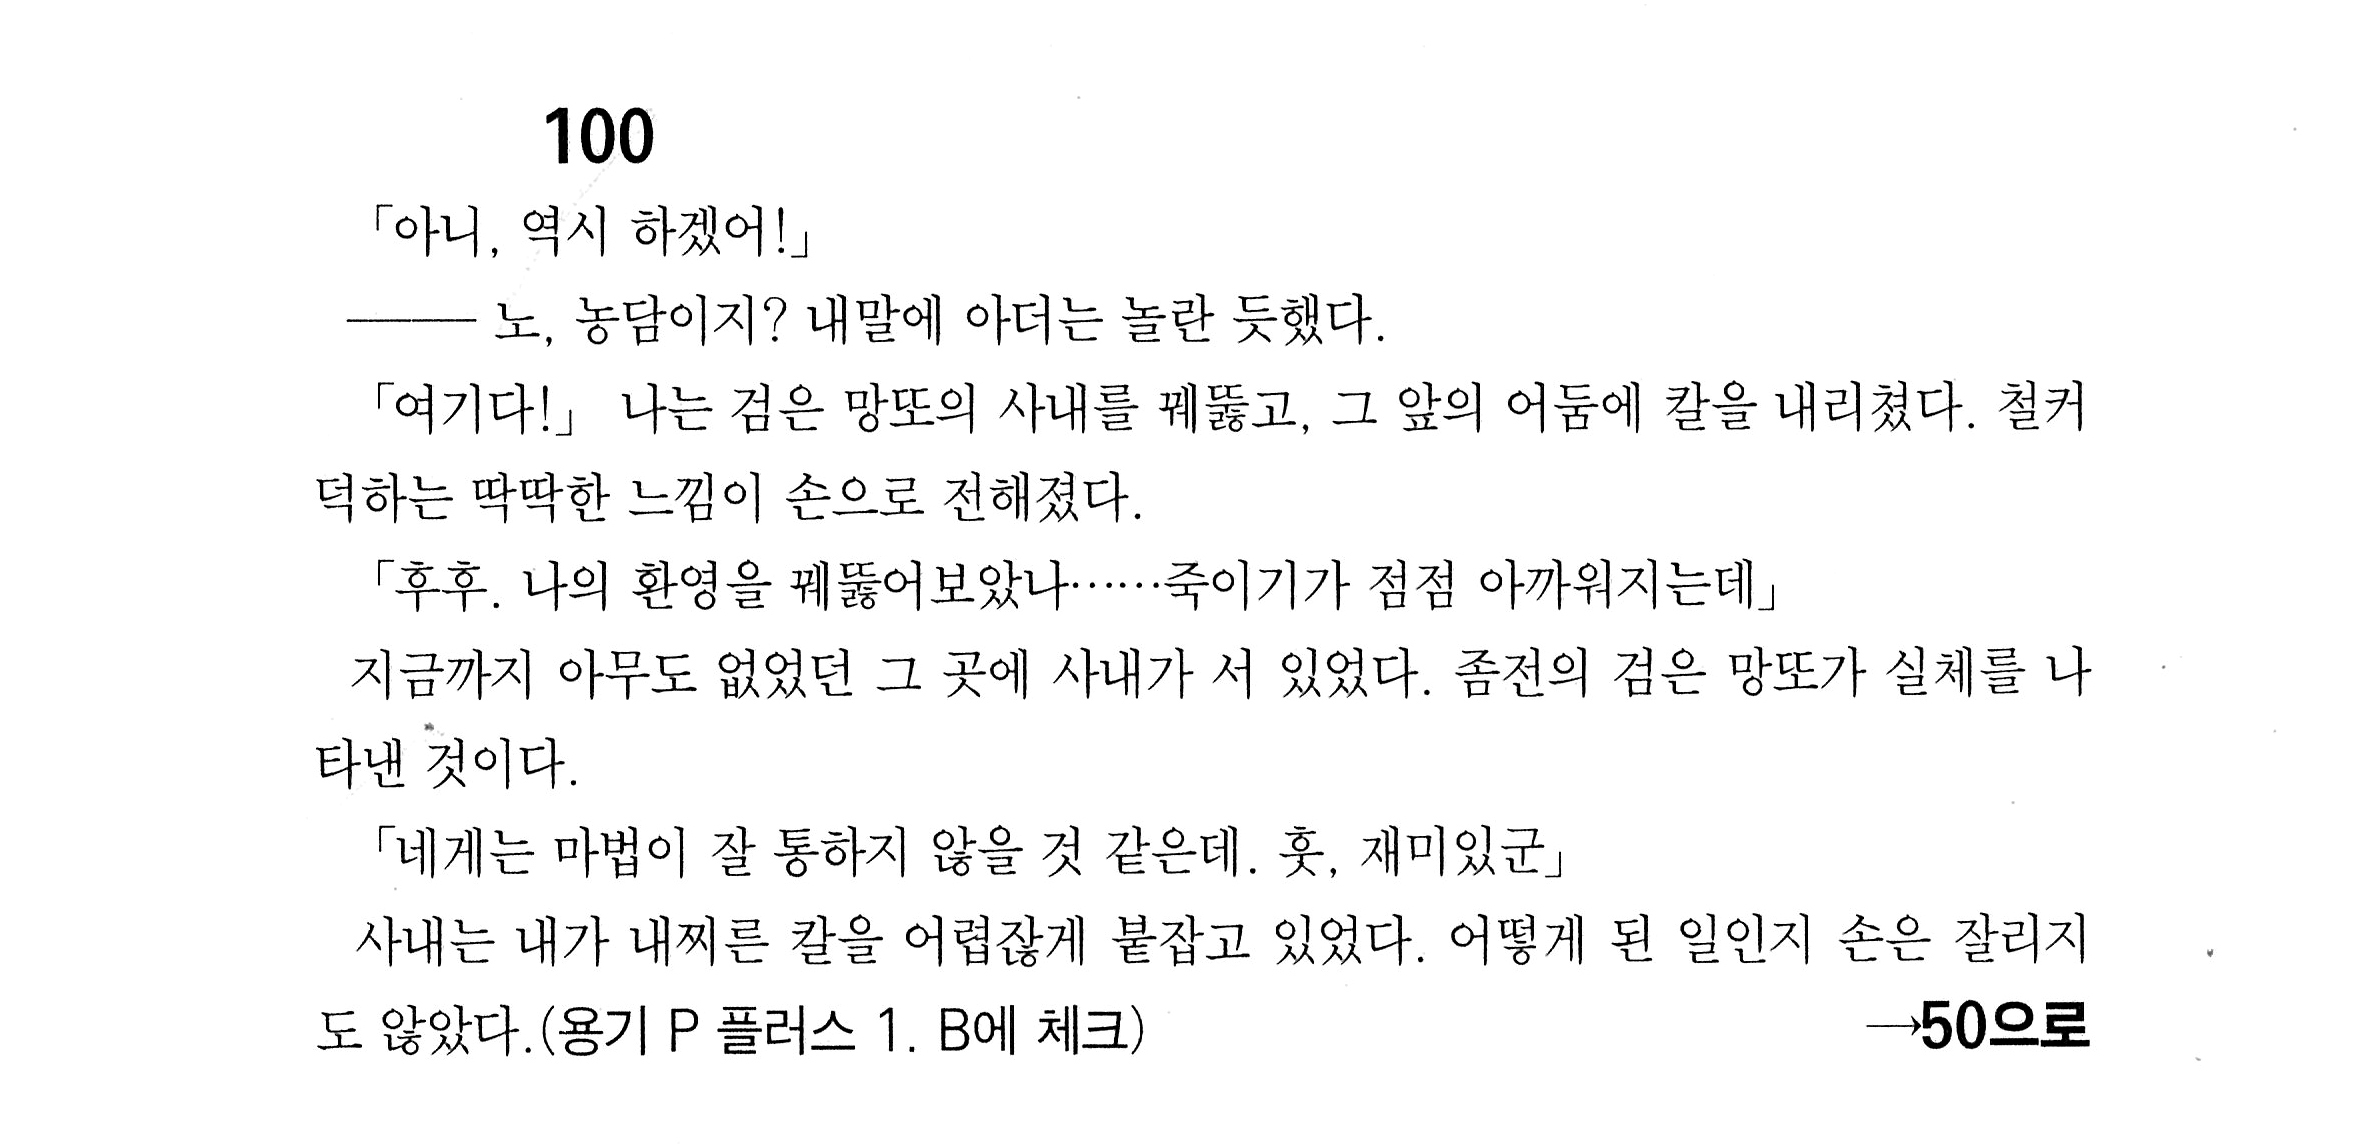 100
「아니, 역시 하겠어!」
—— 노, 농담이지? 내말에 아더는 놀란 듯했다.
「여기다!」 나는 검은 망또의 사내를 꿰뚫고, 그 앞의 어둠에 칼을 내리쳤다. 철커
덕하는 딱딱한 느낌이 손으로 전해졌다.
「후후. 나의 환영을 꿰뚫어보았나……죽이기가 점점 아까워지는데」
지금까지 아무도 없었던 그 곳에 사내가 서 있었다. 좀전의 검은 망또가 실체를 나
타낸 것이다.
「네게는 마법이 잘 통하지 않을 것 같은데. 훗, 재미있군」
사내는 내가 내찌른 칼을 어렵잖게 붙잡고 있었다. 어떻게 된 일인지 손은 잘리지
도 않았다.(용기 P 플러스 1. B에 체크) →50으로